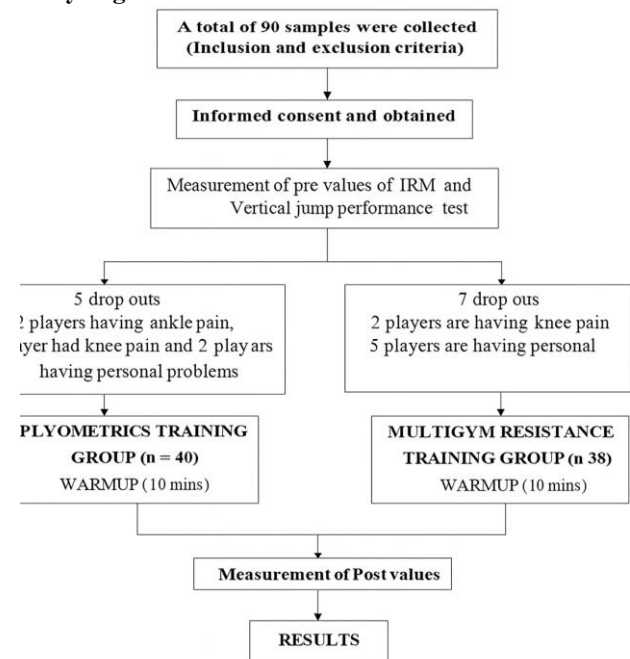 A total of 90 samples were collected
(Inclusion and exclusion criteria)
Informed consent and obtained
Measurement of pre values of IRM and
Vertical jump performance test
5 drop outs
2 players having ankle pain,
ayer had knee pain and 2 play ars
having personal problems
7 drop ous
2 players are having knee pain
5 players are having personal
PLYOMETRICS TRAINING
GROUP (n = 40)
WARMUP (10 mins)
MULTIGYM RESISTANCE
TRAINING GROUP (n 38)
WARMUP (10 mins)
Measurement of Post values
RESULTS